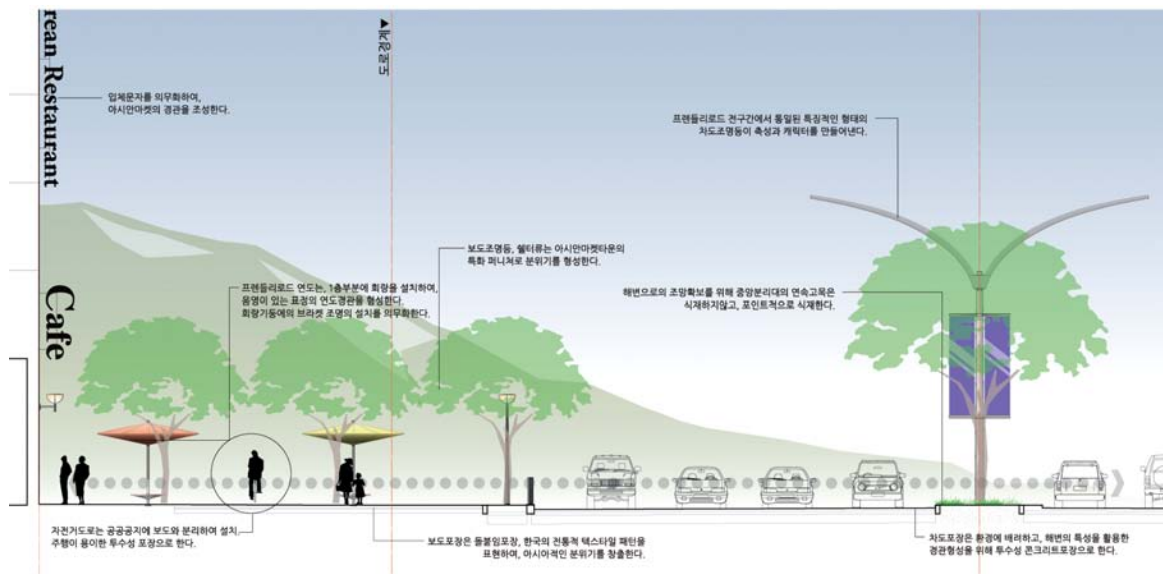 rean Restaurant
도로경계
입체문자를 의무화하여,
아시안마켓의 경관을 조성한다.
프렌들리로드 전구간에서 통일된 특징적인 형태의
차도조명등이 축성과 캐릭터를 만들어낸다.
보도조명등, 쉘터류는 아시안마켓타운의
특화 퍼니쳐로 분위기를 형성한다.
프렌들리로드 연도는, 1층부분에 회랑을 설치하여,
음영이 있는 표정의 연도경관을 형성한다.
회랑기둥에의 브라켓 조명의 설치를 의무화한다.
해변으로의 조망확보를 위해 중앙분리대의 연속고목은
식재하지않고, 포인트적으로 식재한다.
Cafe
자전거도로는 공공공지에 보도와 분리하여 설치.
주행이 용이한 투수성 포장으로 한다.
보도포장은 돌붙임포장, 한국의 전통적 텍스타일 패턴을
표현하여, 아시아적인 분위기를 창출한다.
차도포장은 환경에 배려하고, 해변의 특성을 활용한
경관형성을 위해 투수성 콘크리트포장으로 한다.